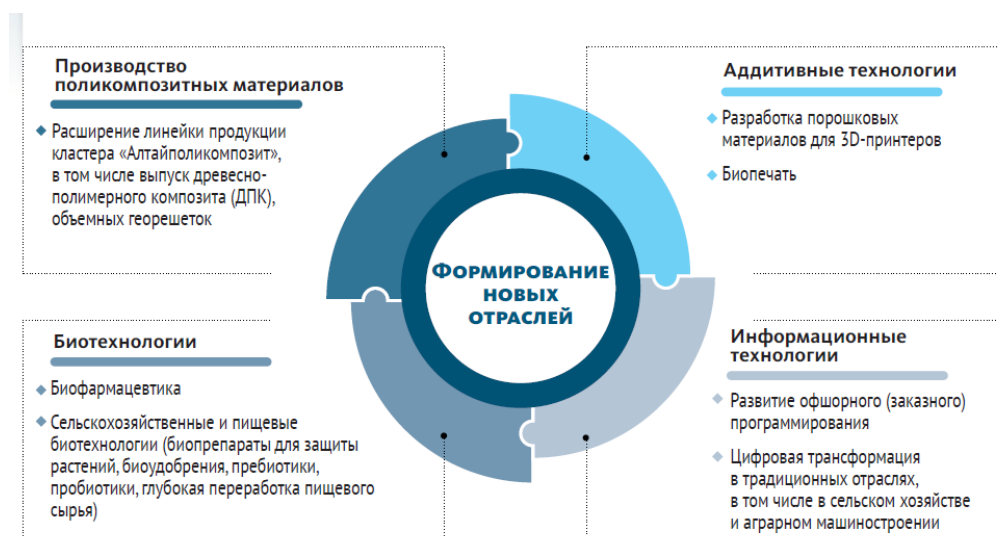 Производство
поликомпозитных материалов
Расширение линейки продукции
кластера «Алтайполикомпозит»,
в том числе выпуск древесно-
полимерного композита (ДПК),
объемных георешеток
Аддитивные технологии
Разработка порошковых
материалов для 3D-принтеров
Биопечать
Формирование
новых
отраслей
Биотехнологии
Биофармацевтика
Сельскохозяйственные и пищевые
биотехнологии (биопрепараты для защиты
растений, биоудобрения, пребиотики,
пробиотики, глубокая переработка пищевого
сырья)
Информационные
технологии
Развитие офшорного (заказного)
программирования
Цифровая трансформация
в традиционных отраслях,
в том числе в сельском хозяйстве
и аграрном машиностроении